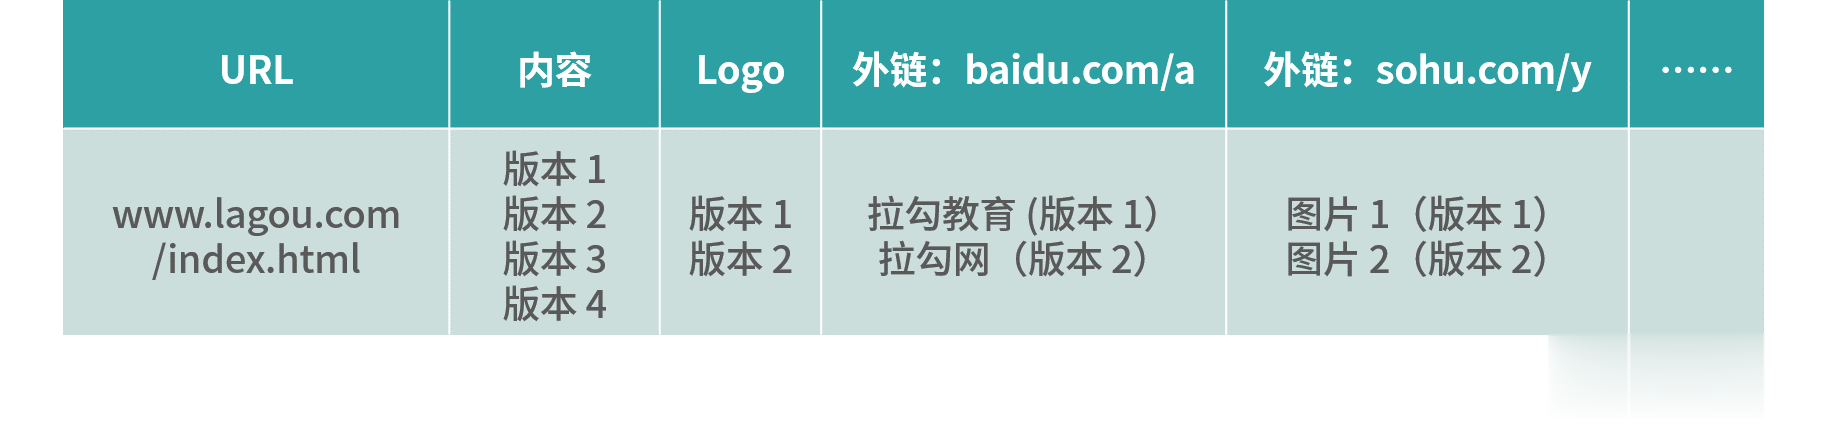 URL
内容
Logo
外链：baidu.com/a
外链：sohu.com/y
……
www.lagou.com
/index.html
版本 1
版本 2
版本 3
版本 4
版本 1
版本 2
拉勾教育 (版本 1）
拉勾网（版本 2）
图片 1（版本 1）
图片 2（版本 2）